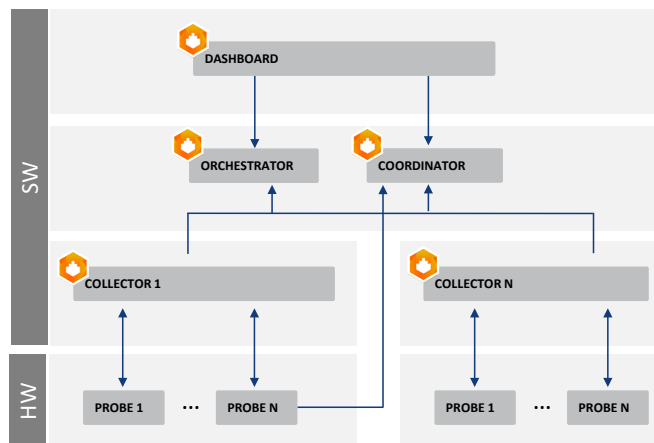 SW
DASHBOARD
ORCHESTRATOR
COORDINATOR
COLLECTOR 1
COLLECTOR N
HW
PROBE 1
...
PROBE N
PROBE 1
...
PROBE N